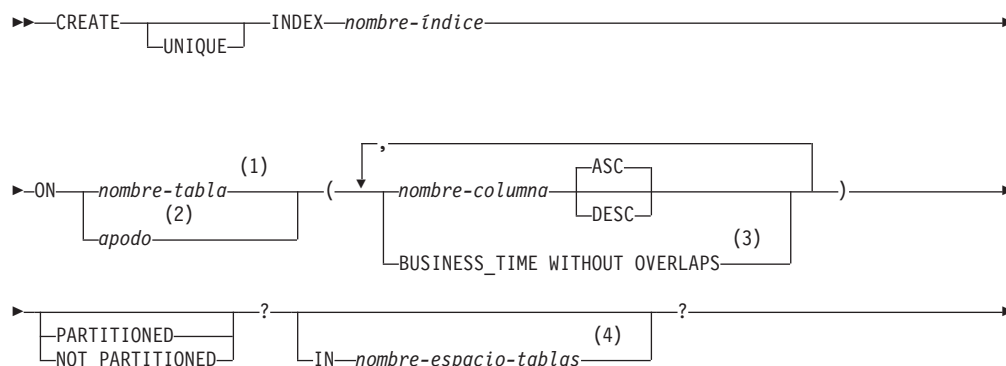 CREATE INDEX nombre-índice
UNIQUE
,
(1) ASC
ON nombre-tabla ( nombre-columna )
(2) DESC
apodo (3)
BUSINESS_TIME WITHOUT OVERLAPS
? ?
PARTITIONED (4)
NOT PARTITIONED IN nombre-espacio-tablas